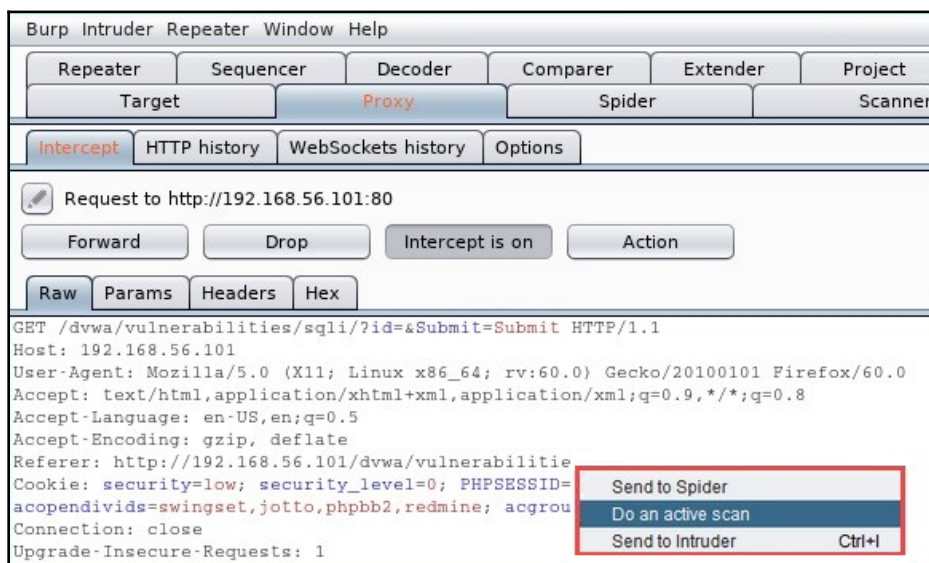 Burp Intruder Repeater Window Help
Repeater Sequencer Decoder Comparer Extender Project
Target Proxy Spider Scanner
Intercept HTTP history WebSockets history Options
Request to http://192.168.56.101:80
Forward Drop Intercept is on Action
Raw Params Headers Hex
GET /dvwa/vulnerabilities/sqli/?id=&Submit=Submit HTTP/1.1
Host: 192.168.56.101
User-Agent: Mozilla/5.0 (X11; Linux x86_64; rv:60.0) Gecko/20100101 Firefox/60.0
Accept: text/html,application/xhtml+xml,application/xml;q=0.9,*/*;q=0.8
Accept-Language: en-US,en;q=0.5
Accept-Encoding: gzip, deflate
Referer: http://192.168.56.101/dvwa/vulnerabilitie
Cookie: security=low; security_level=0; PHPSESSID=
acopendivids=swingset,jotto,phpbb2,redmine; acgrou
Connection: close
Upgrade-Insecure-Requests: 1
Send to Spider
Do an active scan
Send to Intruder Ctrl+I